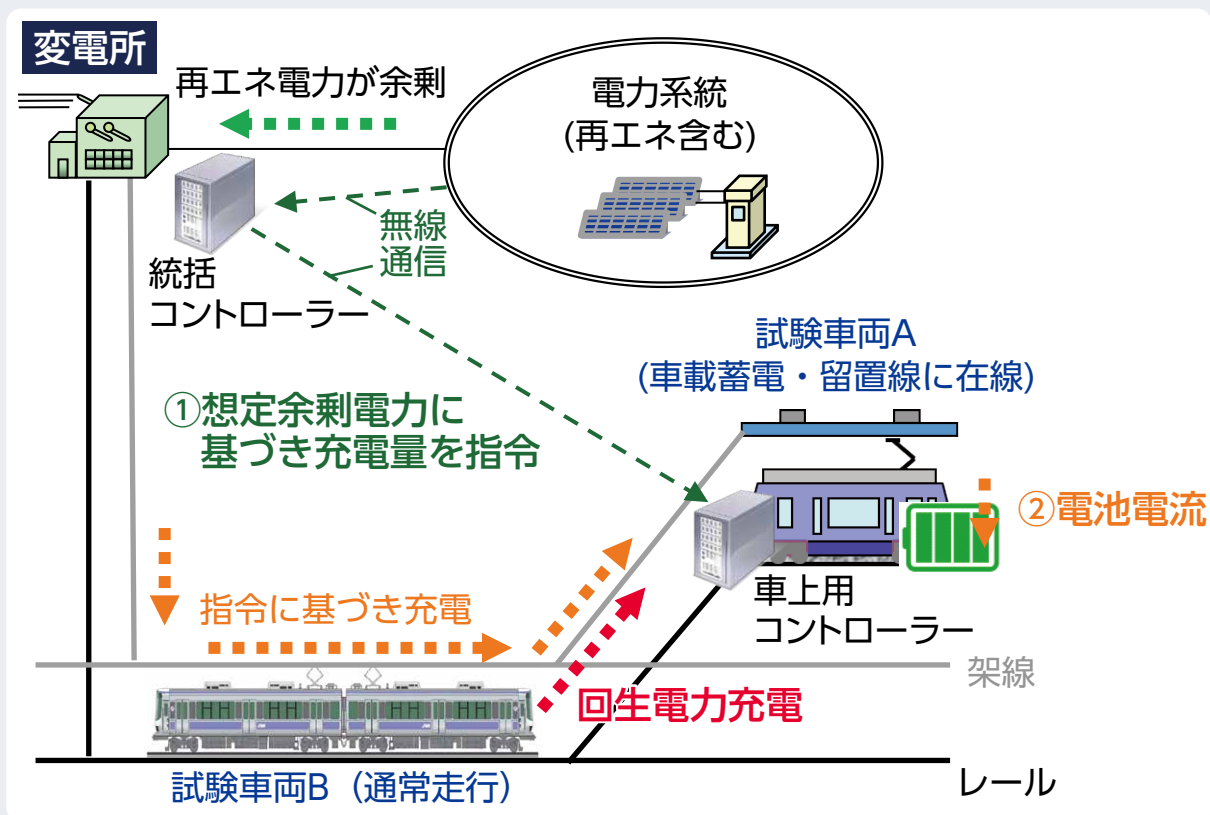 変電所
再エネ電力が余剰
電力系統
(再エネ含む)
無線
通信
統括
コントローラー
試験車両A
(車載蓄電・留置線に在線)
①想定余剰電力に
基づき充電量を指令
②電池電流
指令に基づき充電
車上用
コントローラー
架線
回生電力充電
試験車両B（通常走行）
レール